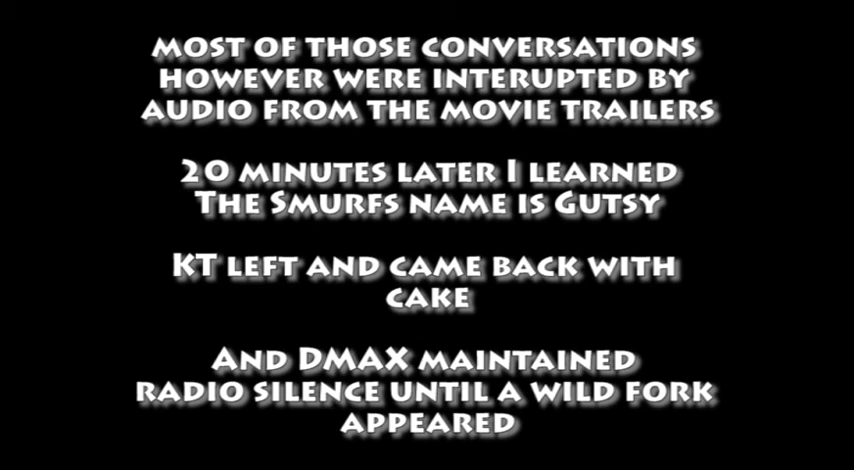 MOST OF THOSE CONVERSATIONS
HOWEVER WERE INTERUPTED BY
AUDIO FROM THE MOVIE TRAILERS
20 MINUTES LATER I LEARNED
THE SMURFS NAME IS GUTSY
KT LEFT AND CAME BACK WITH
CAKE
AND DMAX MAINTAINED
RADIO SILENCE UNTIL A WILD FORK
APPEARED